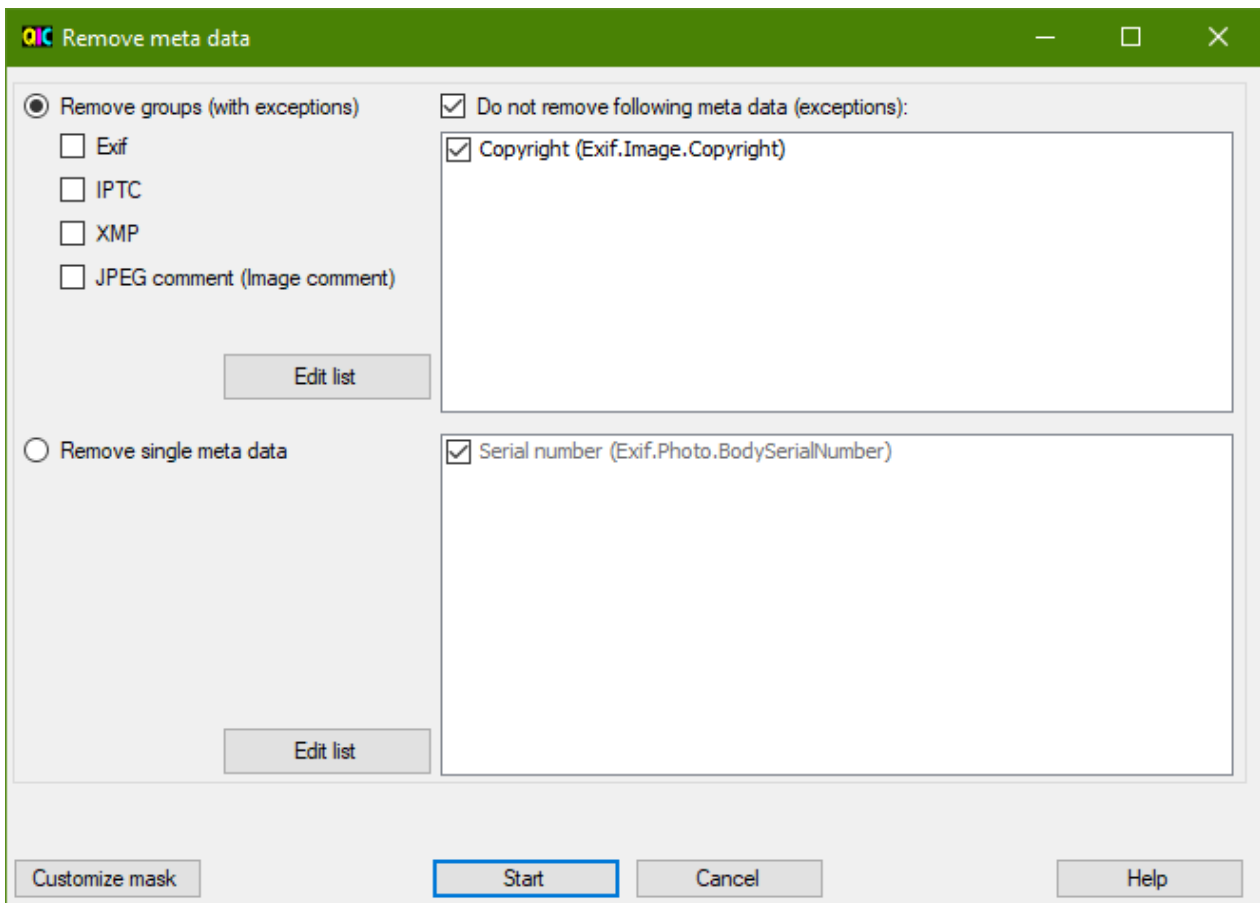 QIC Remove meta data
Remove groups (with exceptions)
Do not remove following meta data (exceptions):
Exif
Copyright (Exif.Image.Copyright)
IPTC
XMP
JPEG comment (Image comment)
Edit list
Remove single meta data
Serial number (Exif.Photo.BodySerialNumber)
Edit list
Customize mask
Start
Cancel
Help